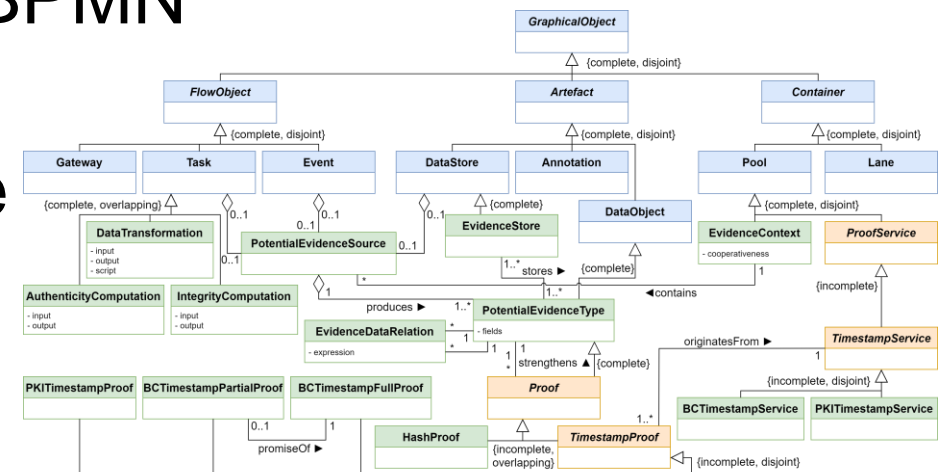 BPMN
e
GraphicalObject
{complete, disjoint}
FlowObject
Artefact
Container
{complete, disjoint}
{complete, disjoint}
{complete, disjoint}
Gateway
Task
Event
DataStore
Annotation
Pool
Lane
{complete, overlapping}
0..1
0..1
0..1
{complete}
DataObject
{complete, disjoint}
DataTransformation
- input
- output
- script
0..1
0..1
PotentialEvidenceSource
0..1
EvidenceStore
EvidenceContext
- cooperativeness
ProofService
1..*
stores ►
{complete}
*
1
{incomplete}
AuthenticityComputation
- input
- output
IntegrityComputation
- input
- output
1
produces ►
1..*
1..*
◄contains
PotentialEvidenceType
- fields
EvidenceDataRelation
- expression
*
1
*
1
1
1
strengthens ▲
{complete}
*
originatesFrom ►
1
TimestampService
{incomplete, disjoint}
PKITimestampProof
BCTimestampPartialProof
BCTimestampFullProof
Proof
BCTimestampService
PKITimestampService
0..1
1
promiseOf ►
1..*
HashProof
{incomplete,
overlapping}
TimestampProof
{incomplete, disjoint}